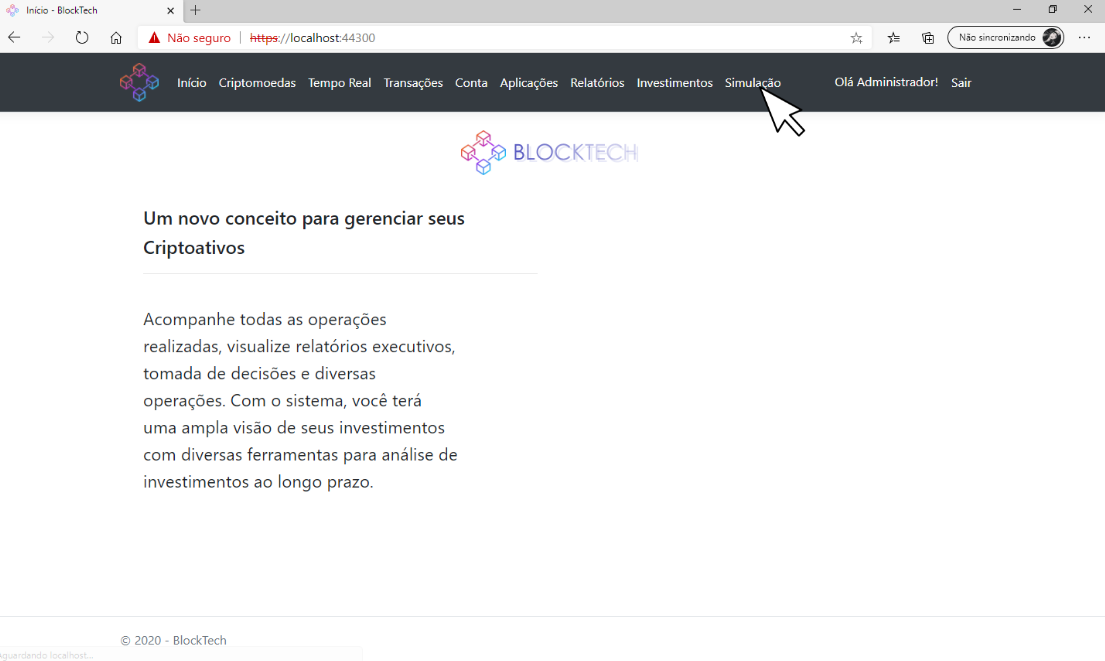 Início - BlockTech
Não seguro | https://localhost:44300
Não sincronizando
Início Criptomoedas Tempo Real Transações Conta Aplicações Relatórios Investimentos Simulação Olá Administrador! Sair
BLOCKTECH
Um novo conceito para gerenciar seus
Criptoativos
Acompanhe todas as operações
realizadas, visualize relatórios executivos,
tomada de decisões e diversas
operações. Com o sistema, você terá
uma ampla visão de seus investimentos
com diversas ferramentas para análise de
investimentos ao longo prazo.
© 2020 - BlockTech
Aguardando localhost...